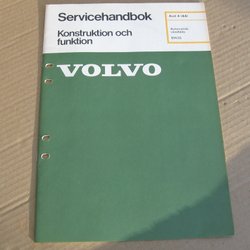 Servicehandbok
Konstruktion och
funktion
VOLVO